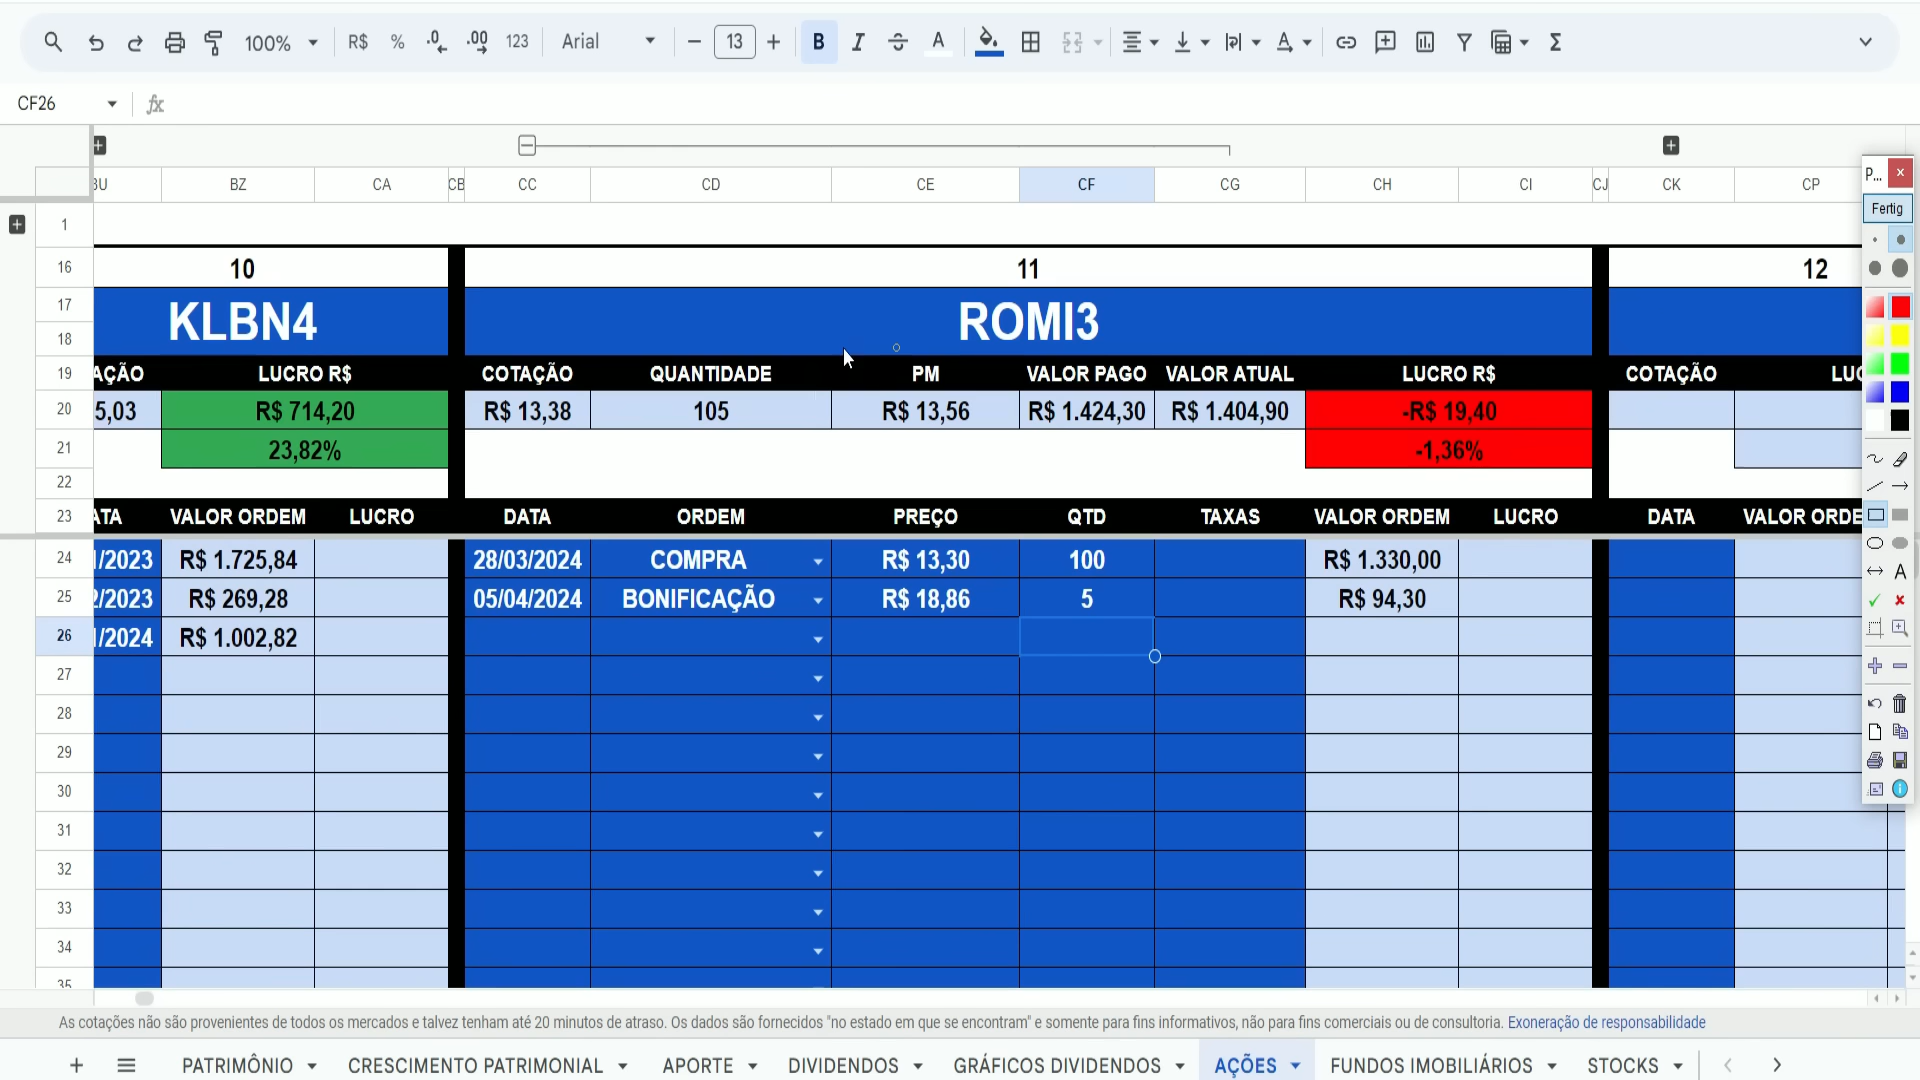 100% R$ % .0 .00 123 Arial 13 B I A A Σ
CF26 fx
BU BZ CA CB CC CD CE CF CG CH CI CJ CK CP
1
16 10 11 12
17 KLBN4 ROMI3
18
19 AÇÃO LUCRO R$ COTAÇÃO QUANTIDADE PM VALOR PAGO VALOR ATUAL LUCRO R$ COTAÇÃO LUC
20 5,03 R$ 714,20 R$ 13,38 105 R$ 13,56 R$ 1.424,30 R$ 1.404,90 -R$ 19,40
21 23,82% -1,36%
22
23 ATA VALOR ORDEM LUCRO DATA ORDEM PREÇO QTD TAXAS VALOR ORDEM LUCRO DATA VALOR ORDE
24 1/2023 R$ 1.725,84 28/03/2024 COMPRA R$ 13,30 100 R$ 1.330,00
25 2/2023 R$ 269,28 05/04/2024 BONIFICAÇÃO R$ 18,86 5 R$ 94,30
26 1/2024 R$ 1.002,82
27
28
29
30
31
32
33
34
35
P...
Fertig
A
As cotações não são provenientes de todos os mercados e talvez tenham até 20 minutos de atraso. Os dados são fornecidos "no estado em que se encontram" e somente para fins informativos, não para fins comerciais ou de consultoria. Exoneração de responsabilidade
PATRIMÔNIO CRESCIMENTO PATRIMONIAL APORTE DIVIDENDOS GRÁFICOS DIVIDENDOS AÇÕES FUNDOS IMOBILIÁRIOS STOCKS